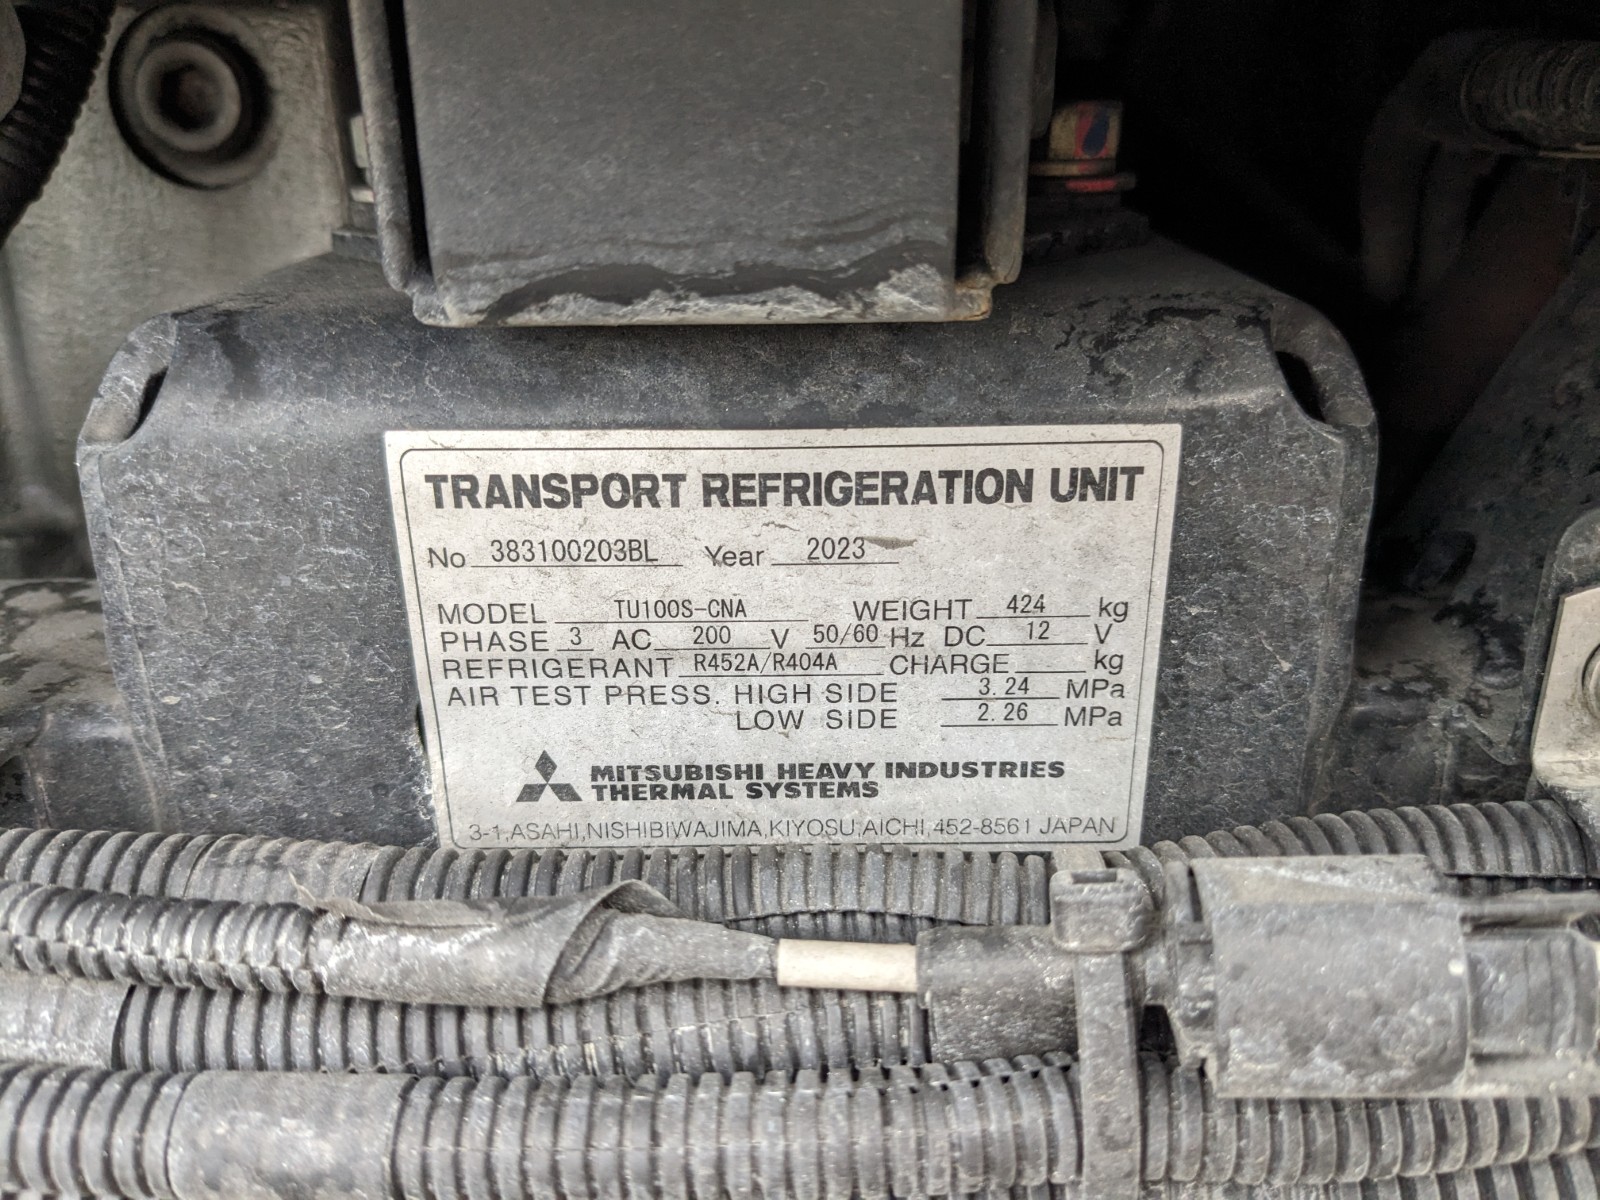 TRANSPORT REFRIGERATION UNIT
No 383100203BL Year 2023
MODEL TU100S-CNA WEIGHT 424 kg
PHASE 3 AC 200 V 50/60 Hz DC 12 V
REFRIGERANT R452A/R404A CHARGE kg
AIR TEST PRESS. HIGH SIDE 3.24 MPa
LOW SIDE 2.26 MPa
MITSUBISHI HEAVY INDUSTRIES
THERMAL SYSTEMS
3-1,ASAHI,NISHIBIWAJIMA,KIYOSU,AICHI,452-8561 JAPAN